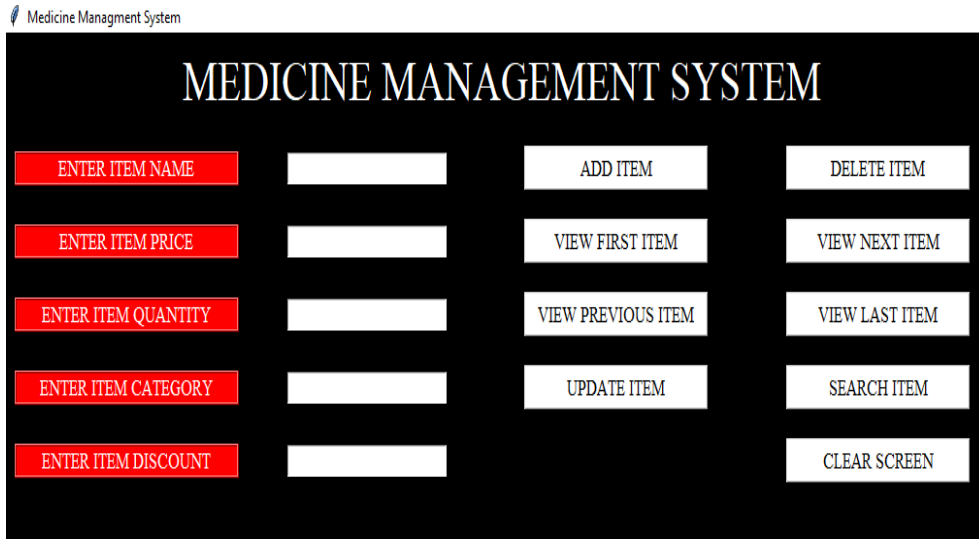 Medicine Managment System
MEDICINE MANAGEMENT SYSTEM
ENTER ITEM NAME
ADD ITEM
DELETE ITEM
ENTER ITEM PRICE
VIEW FIRST ITEM
VIEW NEXT ITEM
ENTER ITEM QUANTITY
VIEW PREVIOUS ITEM
VIEW LAST ITEM
ENTER ITEM CATEGORY
UPDATE ITEM
SEARCH ITEM
ENTER ITEM DISCOUNT
CLEAR SCREEN